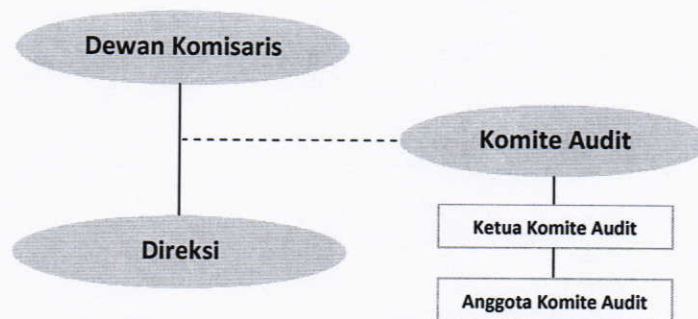 Dewan Komisaris
Komite Audit
Ketua Komite Audit
Direksi
Anggota Komite Audit